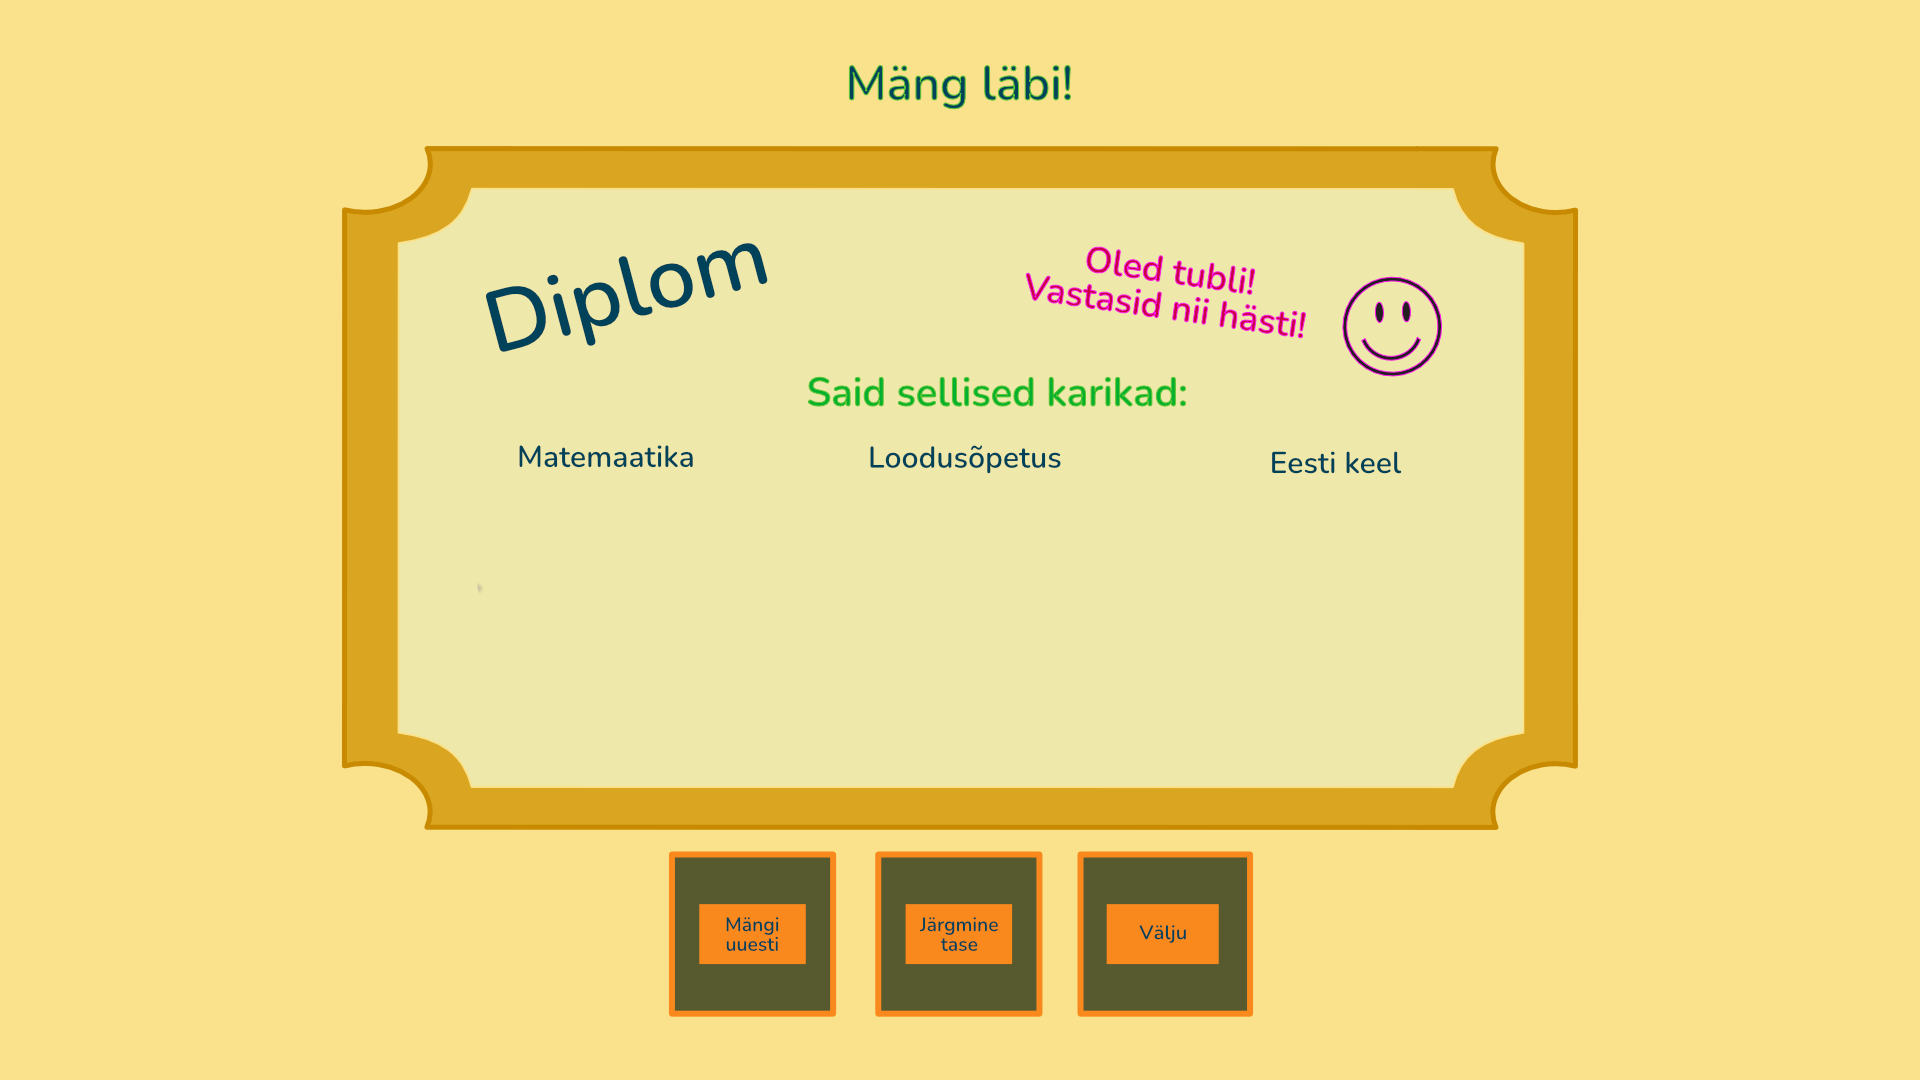 Mäng läbi!
Diplom
Oled tubli!
Vastasid nii hästi!
Said sellised karikad:
Matemaatika
Loodusõpetus
Eesti keel
Mängi
uuesti
Järgmine
tase
Välju